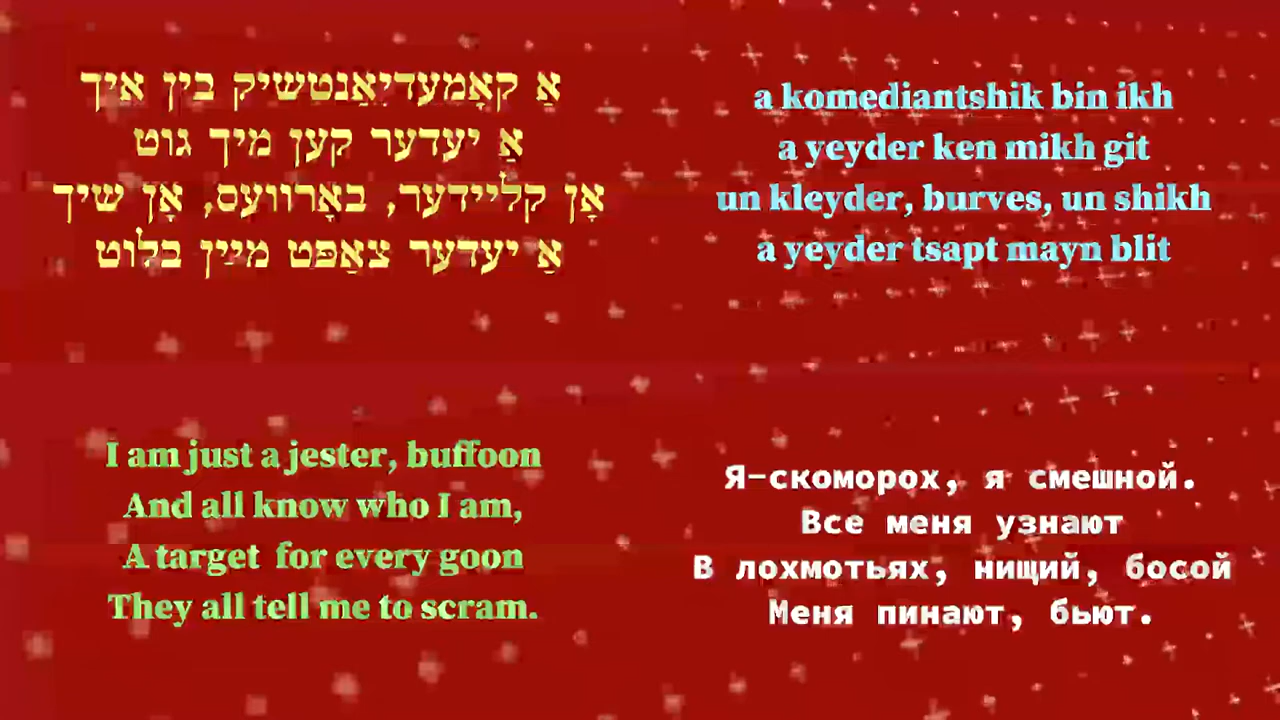 אַ קאָמעדיאַנטשיק בין איך
אַ יעדער קען מיך גוט
אָן קליידער, באָרוועס, אָן שיך
אַ יעדער צאַפּט מײַן בלוט
a komediantshik bin ikh
a yeyder ken mikh git
un kleyder, burves, un shikh
a yeyder tsapt mayn blit
I am just a jester, buffoon
And all know who I am,
A target for every goon
They all tell me to scram.
Я-скоморох, я смешной.
Все меня узнают
В лохмотьях, нищий, босой
Меня пинают, бьют.